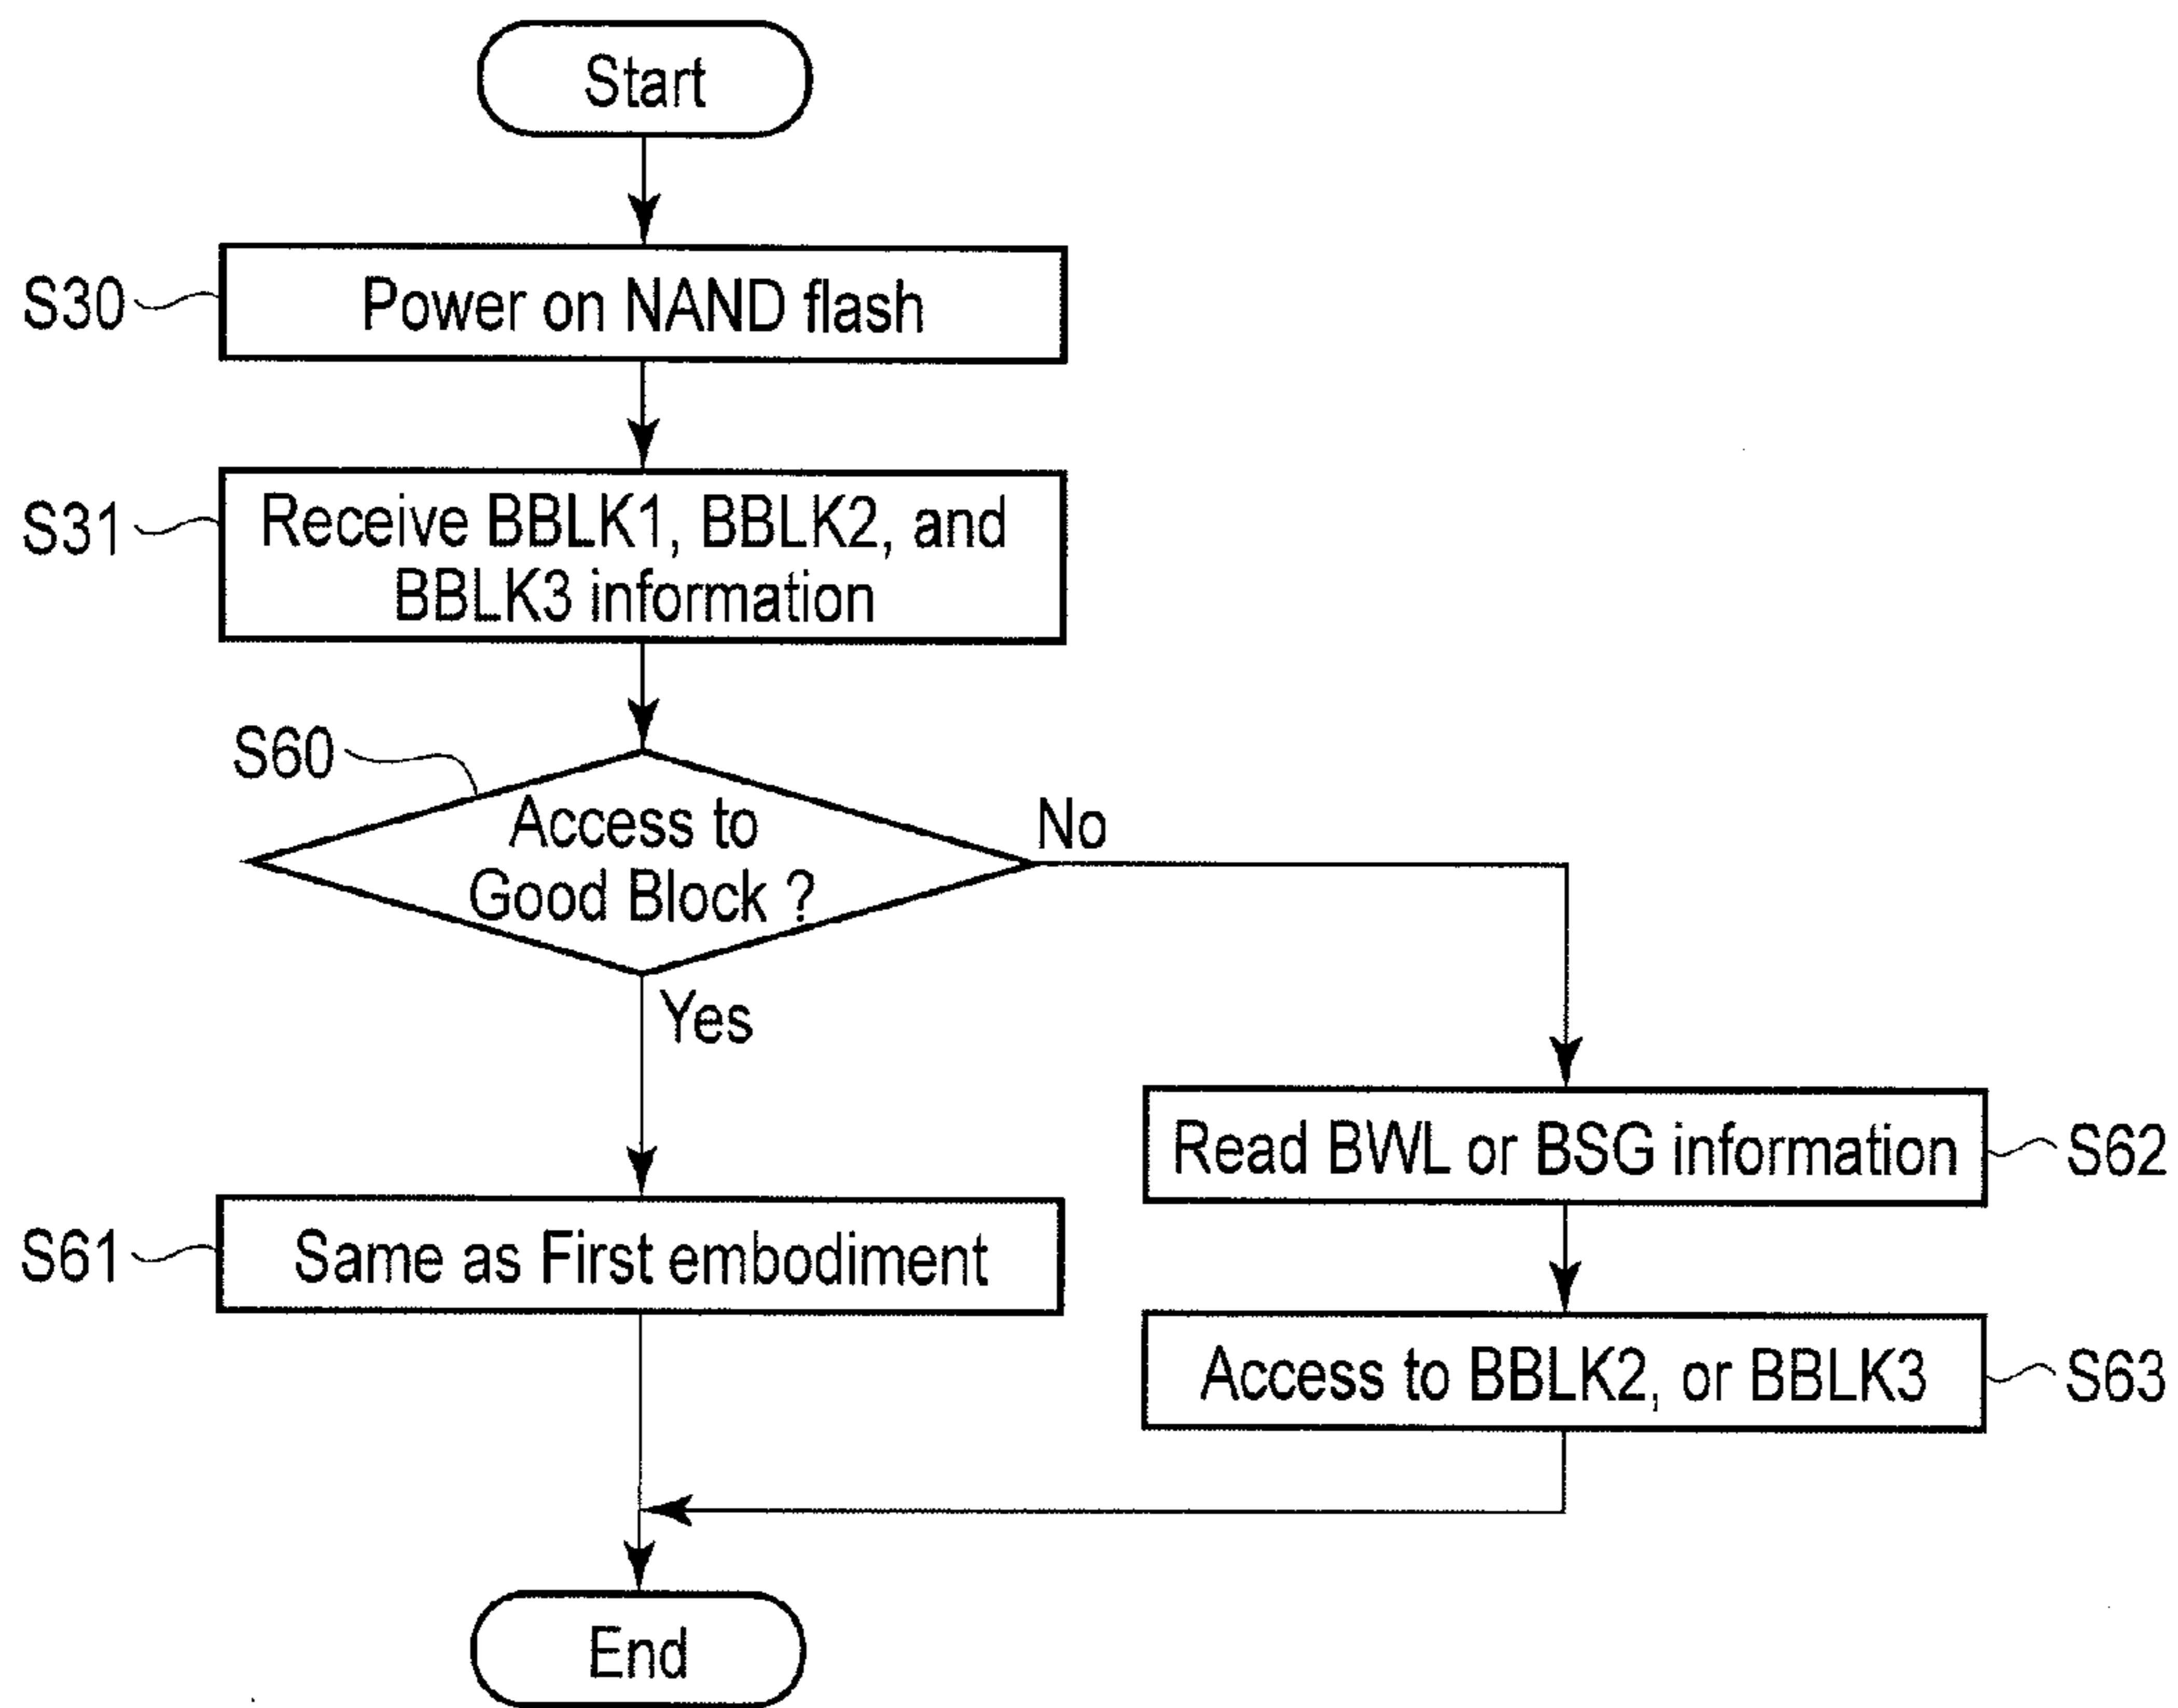 Start
S30
Power on NAND flash
S31
Receive BBLK1, BBLK2, and
BBLK3 information
S60
Access to
Good Block ?
No
Yes
Read BWL or BSG information
S62
S61
Same as First embodiment
Access to BBLK2, or BBLK3
S63
End